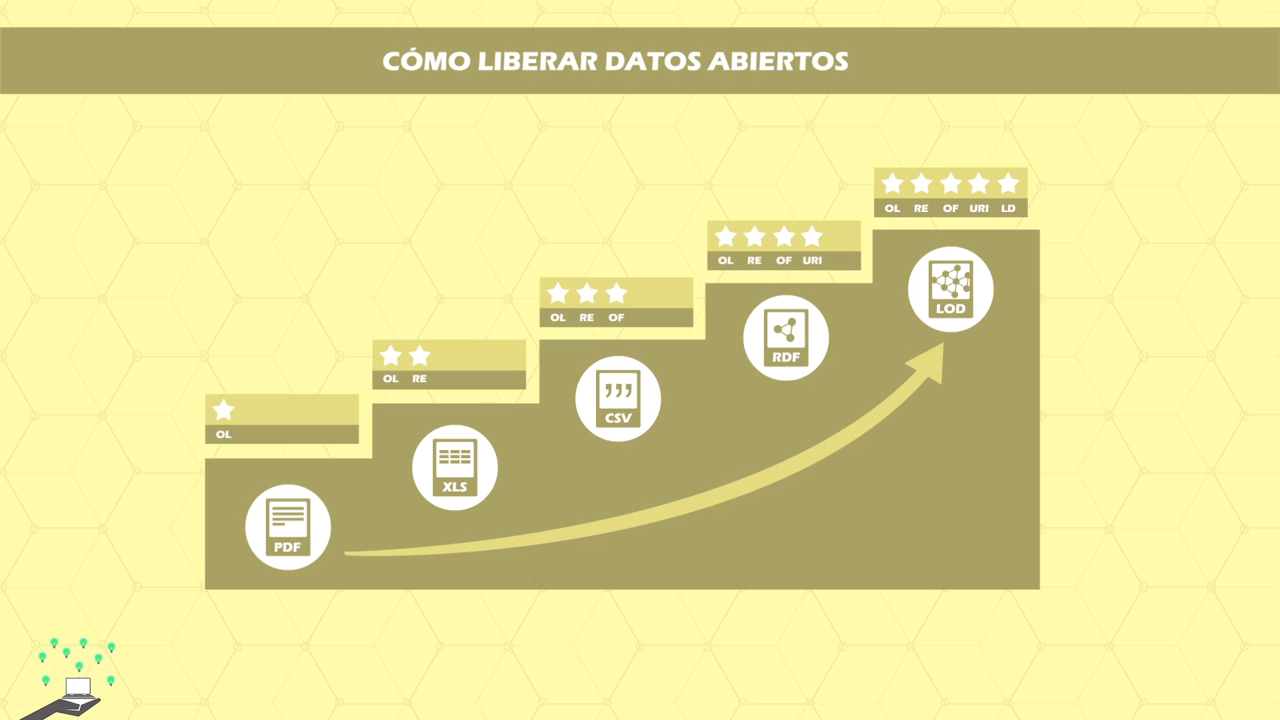 CÓMO LIBERAR DATOS ABIERTOS
OL
PDF
OL RE
XLS
OL RE OF
CSV
OL RE OF URI
RDF
OL RE OF URI LD
LOD